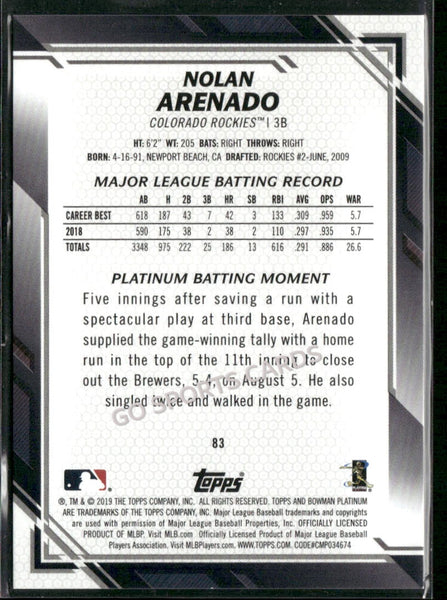 NOLAN
ARENADO
COLORADO ROCKIES™ | 3B
HT: 6'2" WT: 205 BATS: RIGHT THROWS: RIGHT
BORN: 4-16-91, NEWPORT BEACH, CA DRAFTED: ROCKIES #2-JUNE, 2009
MAJOR LEAGUE BATTING RECORD
AB H 2B 3B HR SB RBI AVG OPS WAR
CAREER BEST 618 187 43 7 42 3 133 .309 .959 5.7
2018 590 175 38 2 38 2 110 .297 .935 5.7
TOTALS 3348 975 222 25 186 13 616 .291 .886 26.6
PLATINUM BATTING MOMENT
Five innings after saving a run with a
spectacular play at third base, Arenado
supplied the game-winning tally with a home
run in the top of the 11th inning to close
out the Brewers, 5-4, on August 5. He also
singled twice and walked in the game.
GO SPORTS CARDS
83
topps
®, TM & © 2019 THE TOPPS COMPANY, INC. ALL RIGHTS RESERVED. TOPPS AND BOWMAN PLATINUM
ARE TRADEMARKS OF THE TOPPS COMPANY, INC. Major League Baseball trademarks and copyrights
are used with permission of Major League Baseball Properties, Inc. OFFICIALLY LICENSED
PRODUCT OF MLBP. Visit MLB.com Officially Licensed Product of Major League Baseball
Players Association. Visit MLBPlayers.com. WWW.TOPPS.COM. CODE#CMP034674